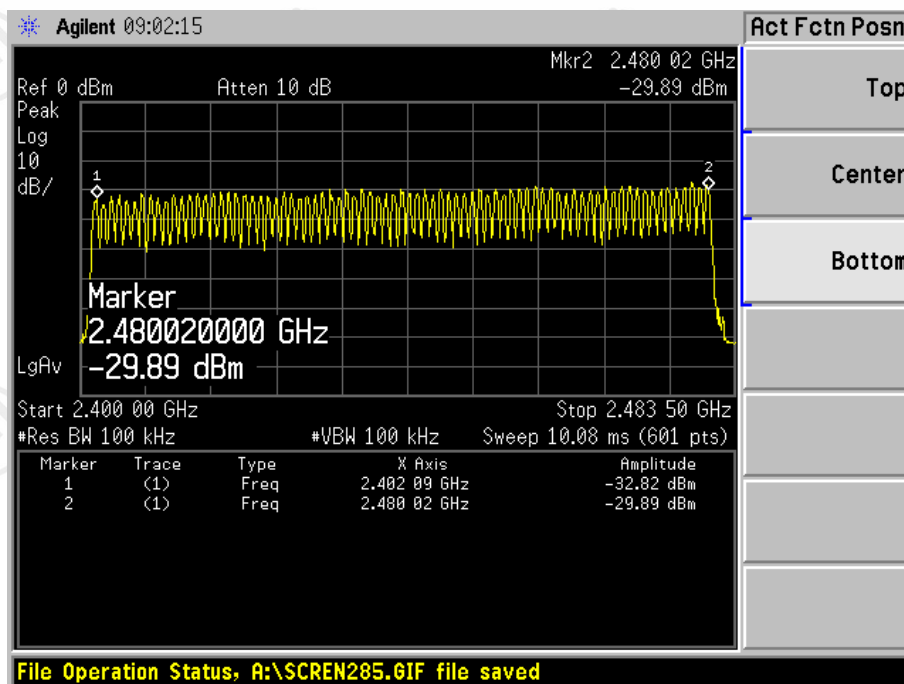 Agilent 09:02:15
Act Fctn Posn
Mkr2 2.480 02 GHz
Ref 0 dBm Atten 10 dB -29.89 dBm
Peak
Log
10
dB/
1
2
Top
Center
Bottom
Marker
2.480020000 GHz
-29.89 dBm
LgAv
Start 2.400 00 GHz Stop 2.483 50 GHz
#Res BW 100 kHz #VBW 100 kHz Sweep 10.08 ms (601 pts)
Marker Trace Type X Axis Amplitude
1 (1) Freq 2.402 09 GHz -32.82 dBm
2 (1) Freq 2.480 02 GHz -29.89 dBm
File Operation Status, A:\SCREN285.GIF file saved